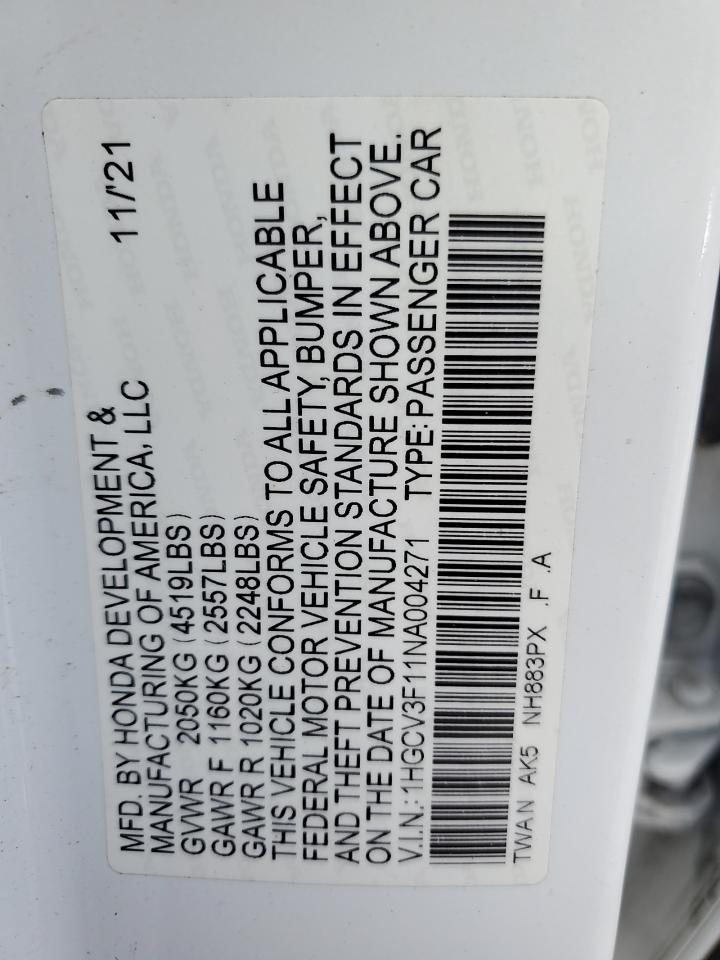 MFD. BY HONDA DEVELOPMENT & 11/'21
MANUFACTURING OF AMERICA, LLC
GVWR 2050KG (4519LBS)
GAWR F 1160KG (2557LBS)
GAWR R 1020KG (2248LBS)
THIS VEHICLE CONFORMS TO ALL APPLICABLE
FEDERAL MOTOR VEHICLE SAFETY, BUMPER,
AND THEFT PREVENTION STANDARDS IN EFFECT
ON THE DATE OF MANUFACTURE SHOWN ABOVE.
V.I.N.:1HGCV3F11NA004271 TYPE:PASSENGER CAR
TWAN AK5 NH883PX .F .A